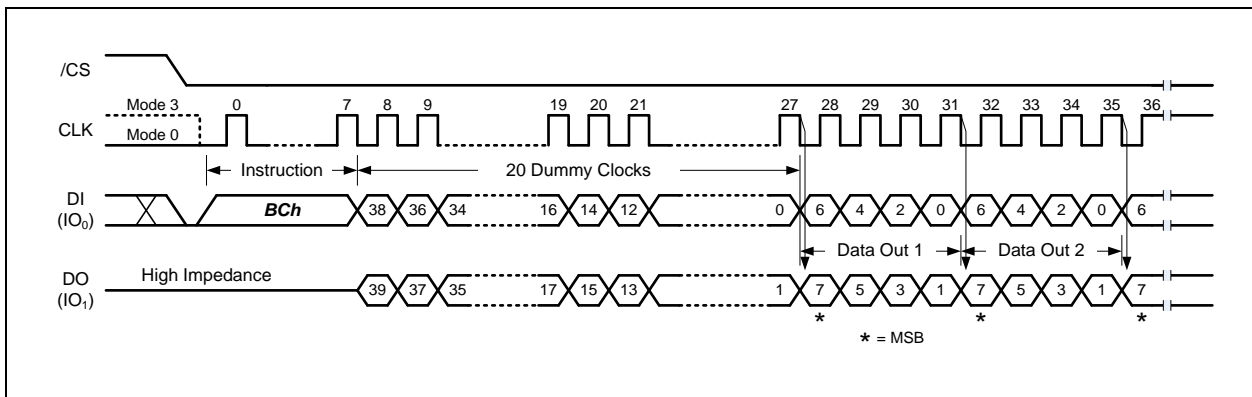 /CS
Mode 3 0 7 8 9 19 20 21 27 28 29 30 31 32 33 34 35 36
CLK
Mode 0
Instruction 20 Dummy Clocks
DI
(IO₀)
BCh 38 36 34 16 14 12 0 6 4 2 0 6 4 2 0 6
Data Out 1 Data Out 2
High Impedance
DO
(IO₁)
39 37 35 17 15 13 1 7 5 3 1 7 5 3 1 7
* * *
* = MSB